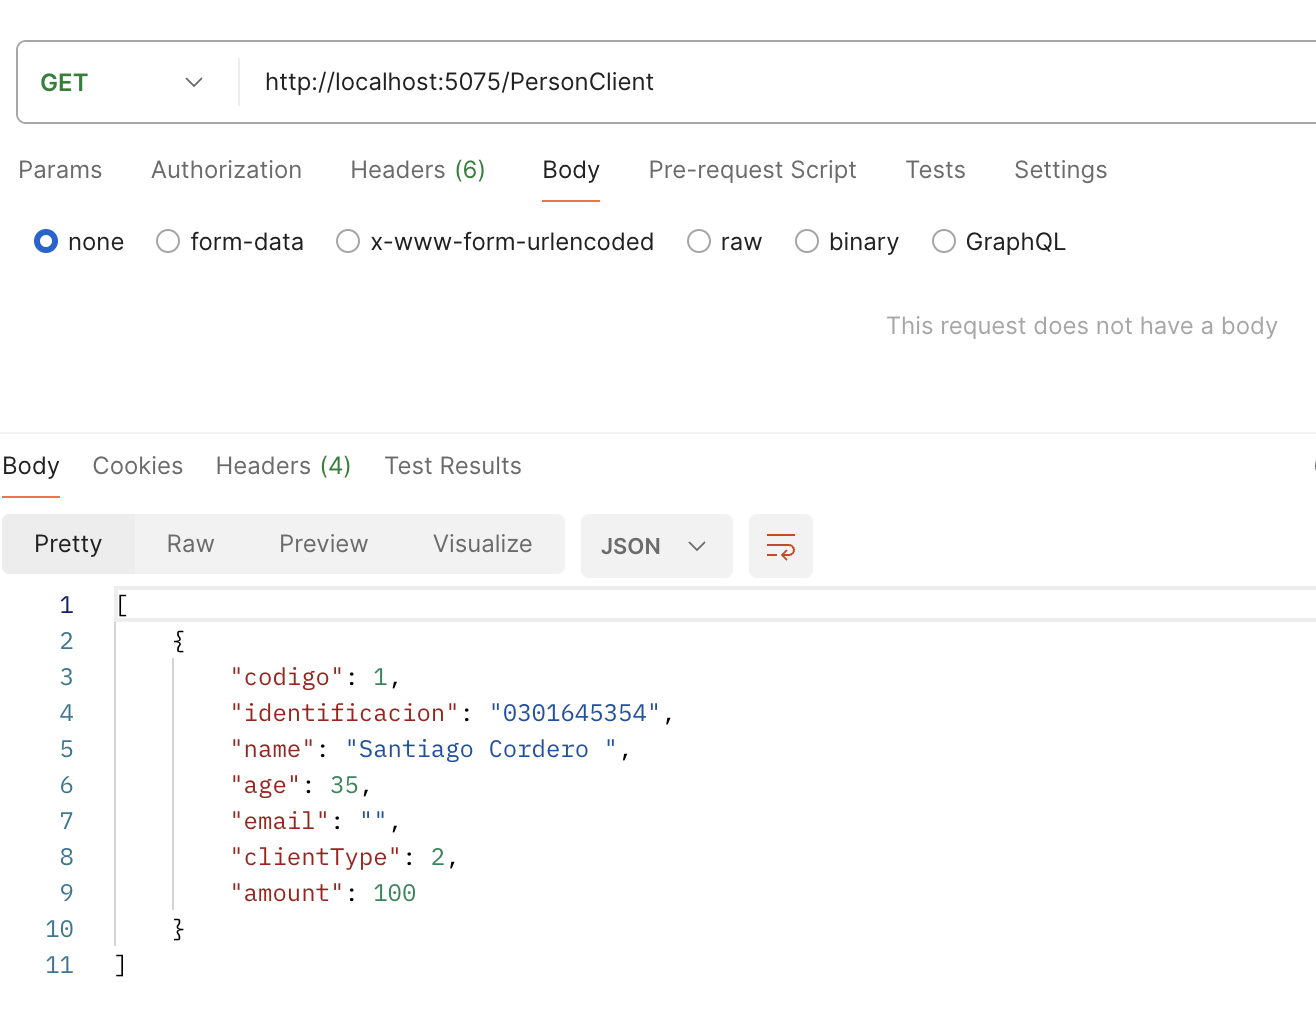 GET http://localhost:5075/PersonClient
Params Authorization Headers (6) Body Pre-request Script Tests Settings
none form-data x-www-form-urlencoded raw binary GraphQL
This request does not have a body
Body Cookies Headers (4) Test Results
Pretty Raw Preview Visualize JSON
1 [
2 {
3 "codigo": 1,
4 "identificacion": "0301645354",
5 "name": "Santiago Cordero ",
6 "age": 35,
7 "email": "",
8 "clientType": 2,
9 "amount": 100
10 }
11 ]